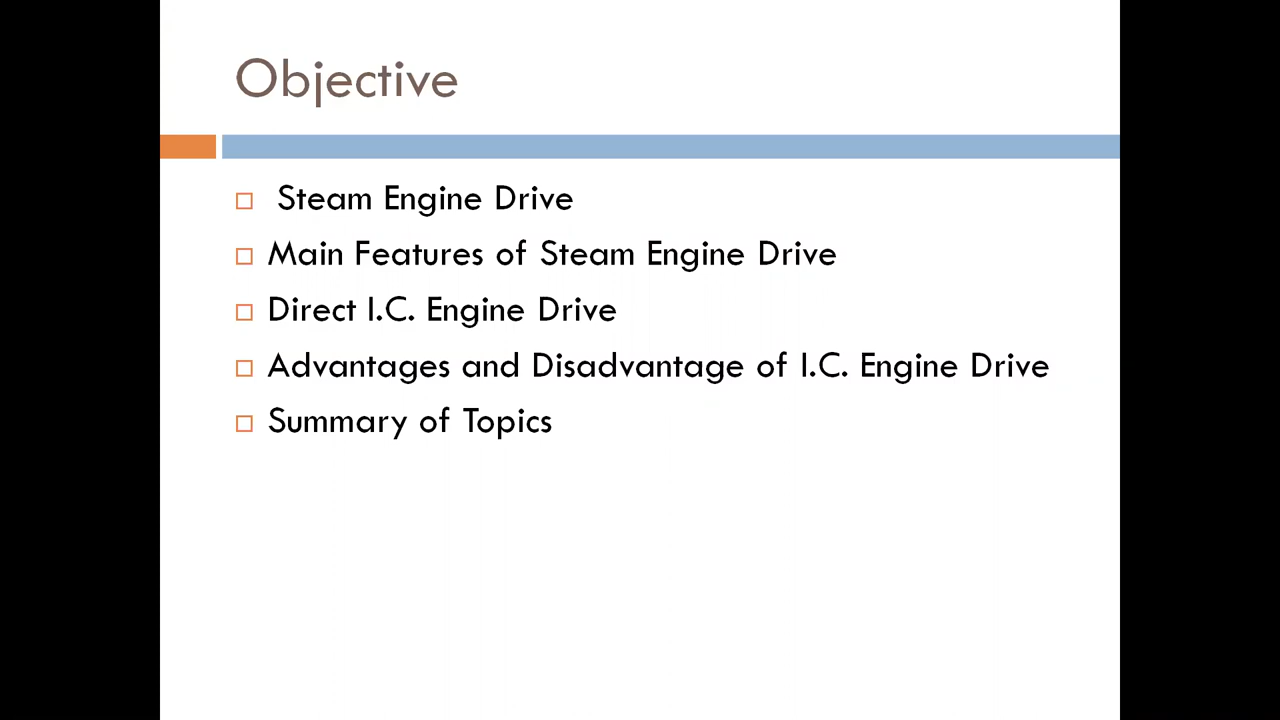 Objective
Steam Engine Drive
Main Features of Steam Engine Drive
Direct I.C. Engine Drive
Advantages and Disadvantage of I.C. Engine Drive
Summary of Topics